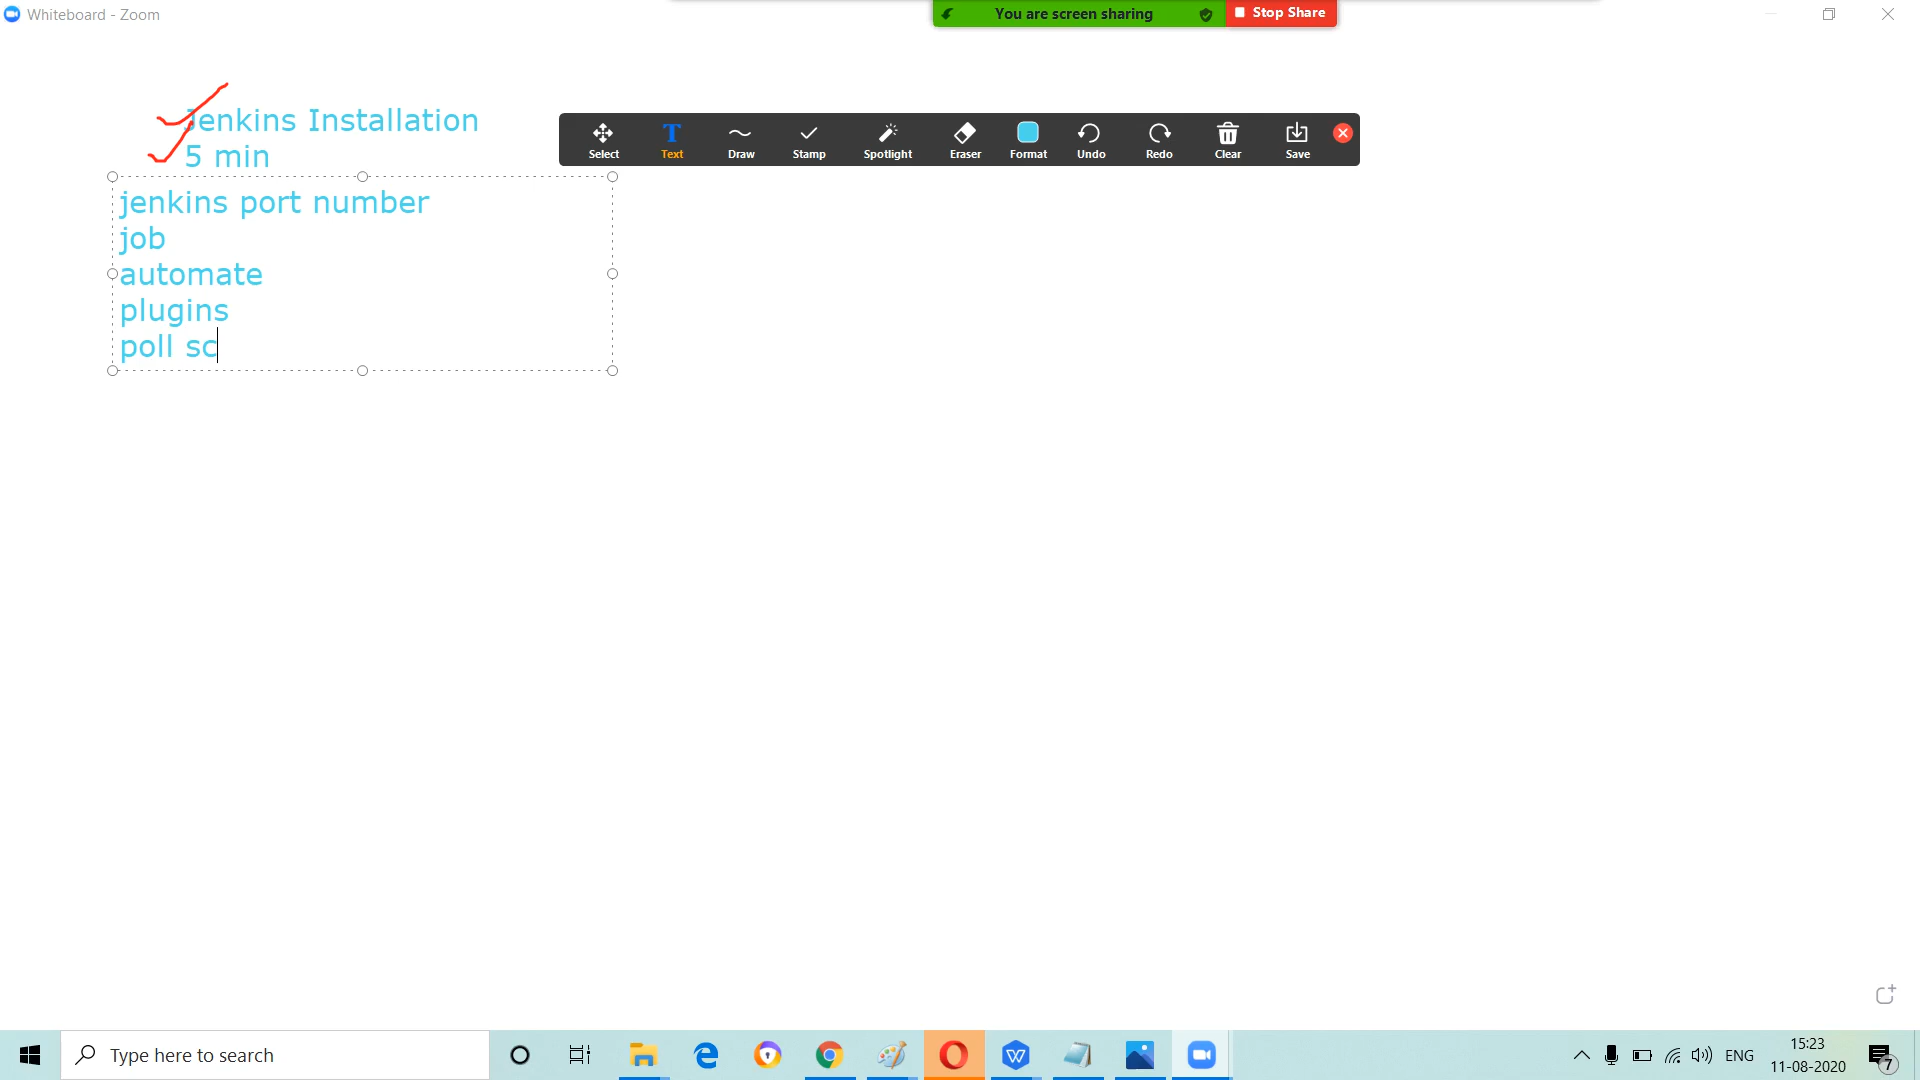 Whiteboard - Zoom
You are screen sharing
Stop Share
Jenkins Installation
5 min
Select
Text
Draw
Stamp
Spotlight
Eraser
Format
Undo
Redo
Clear
Save
jenkins port number
job
automate
plugins
poll sc
Type here to search
ENG
15:23
11-08-2020
7